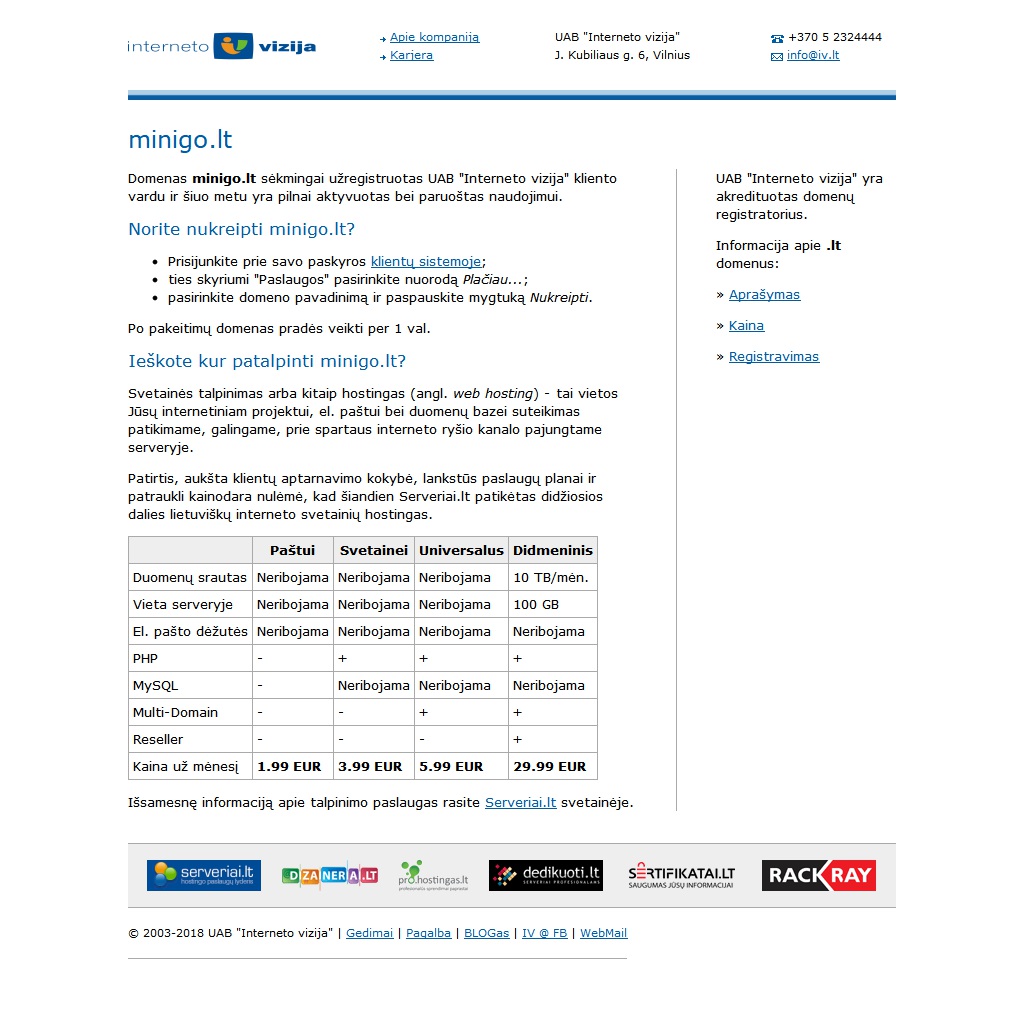 interneto vizija
Apie kompaniją
Karjera
UAB "Interneto vizija"
J. Kubiliaus g. 6, Vilnius
+370 5 2324444
info@iv.lt
minigo.lt
Domenas minigo.lt sėkmingai užregistruotas UAB "Interneto vizija" kliento
vardu ir šiuo metu yra pilnai aktyvuotas bei paruoštas naudojimui.
Norite nukreipti minigo.lt?
• Prisijunkite prie savo paskyros klientų sistemoje;
• ties skyriumi "Paslaugos" pasirinkite nuorodą Plačiau...;
• pasirinkite domeno pavadinimą ir paspauskite mygtuką Nukreipti.
Po pakeitimų domenas pradės veikti per 1 val.
Ieškote kur patalpinti minigo.lt?
Svetainės talpinimas arba kitaip hostingas (angl. web hosting) - tai vietos
Jūsų internetiniam projektui, el. paštui bei duomenų bazei suteikimas
patikimame, galingame, prie spartaus interneto ryšio kanalo pajungtame
serveryje.
Patirtis, aukšta klientų aptarnavimo kokybė, lankstūs paslaugų planai ir
patraukli kainodara nulėmė, kad šiandien Serveriai.lt patikėtas didžiosios
dalies lietuviškų interneto svetainių hostingas.
Paštui Svetainei Universalus Didmeninis
Duomenų srautas Neribojama Neribojama Neribojama 10 TB/mėn.
Vieta serveryje Neribojama Neribojama Neribojama 100 GB
El. pašto dėžutės Neribojama Neribojama Neribojama Neribojama
PHP - + + +
MySQL - Neribojama Neribojama Neribojama
Multi-Domain - - + +
Reseller - - - +
Kaina už mėnesį 1.99 EUR 3.99 EUR 5.99 EUR 29.99 EUR
Išsamesnę informaciją apie talpinimo paslaugas rasite Serveriai.lt svetainėje.
UAB "Interneto vizija" yra
akredituotas domenų
registratorius.
Informacija apie .lt
domenus:
» Aprašymas
» Kaina
» Registravimas
serveriai.lt
hostingo paslaugų lyderis
DIZANERA.LT
pro.hostingas.lt
profesionalūs sprendimai paprastai
dedikuoti.lt
SERVERIAI PROFESIONALAMS
SERTIFIKATAI.LT
SAUGUMAS JŪSŲ INFORMACIJAI
RACKRAY
© 2003-2018 UAB "Interneto vizija" | Gedimai | Pagalba | BLOGas | IV @ FB | WebMail